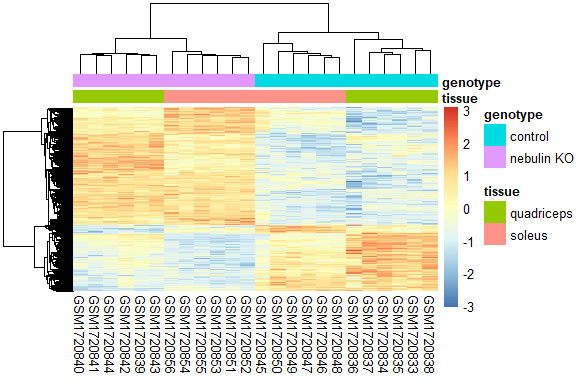 genotype
tissue
3
2
1
0
-1
-2
-3
genotype
control
nebulin KO
tissue
quadriceps
soleus
GSM1720840
GSM1720841
GSM1720844
GSM1720842
GSM1720839
GSM1720843
GSM1720856
GSM1720854
GSM1720855
GSM1720853
GSM1720851
GSM1720852
GSM1720845
GSM1720850
GSM1720849
GSM1720847
GSM1720846
GSM1720848
GSM1720836
GSM1720837
GSM1720834
GSM1720835
GSM1720833
GSM1720838